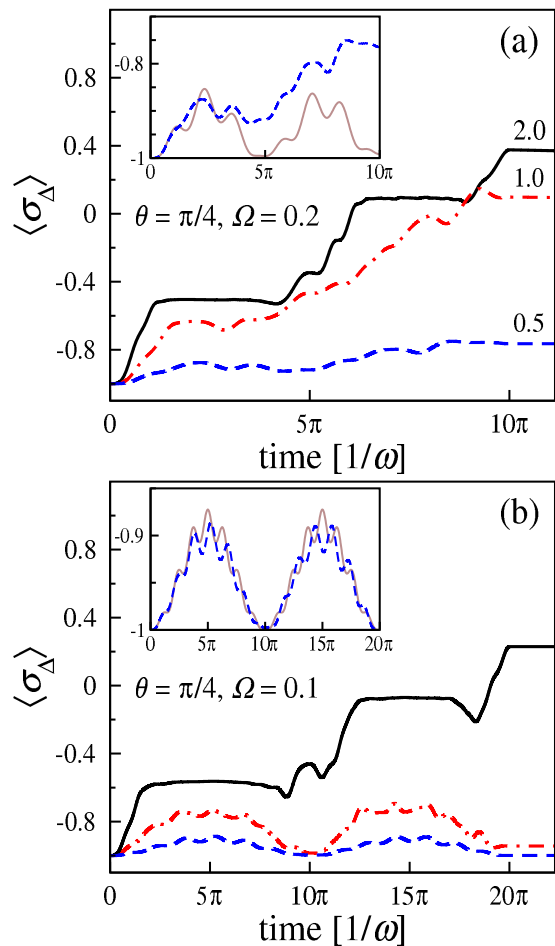 (a)
-0.8
-1
0
5π
10π
0.8
0.4
0
-0.4
-0.8
⟨σ_Δ⟩
2.0
1.0
0.5
θ = π/4, Ω = 0.2
0
5π
10π
time [1/ω]
(b)
-0.9
-1
0
5π
10π
15π
20π
0.8
0.4
0
-0.4
-0.8
⟨σ_Δ⟩
θ = π/4, Ω = 0.1
0
5π
10π
15π
20π
time [1/ω]